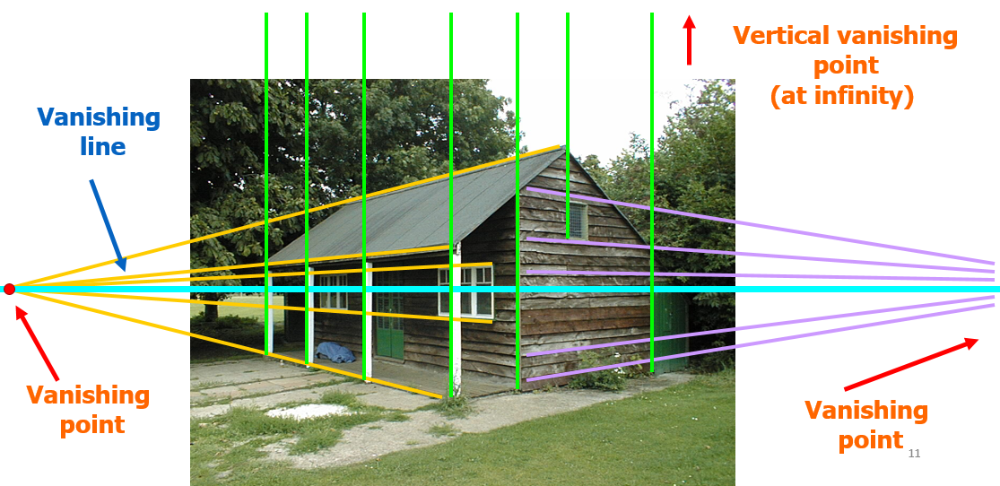 Vertical vanishing
point
(at infinity)
Vanishing
line
Vanishing
point
Vanishing
point
11